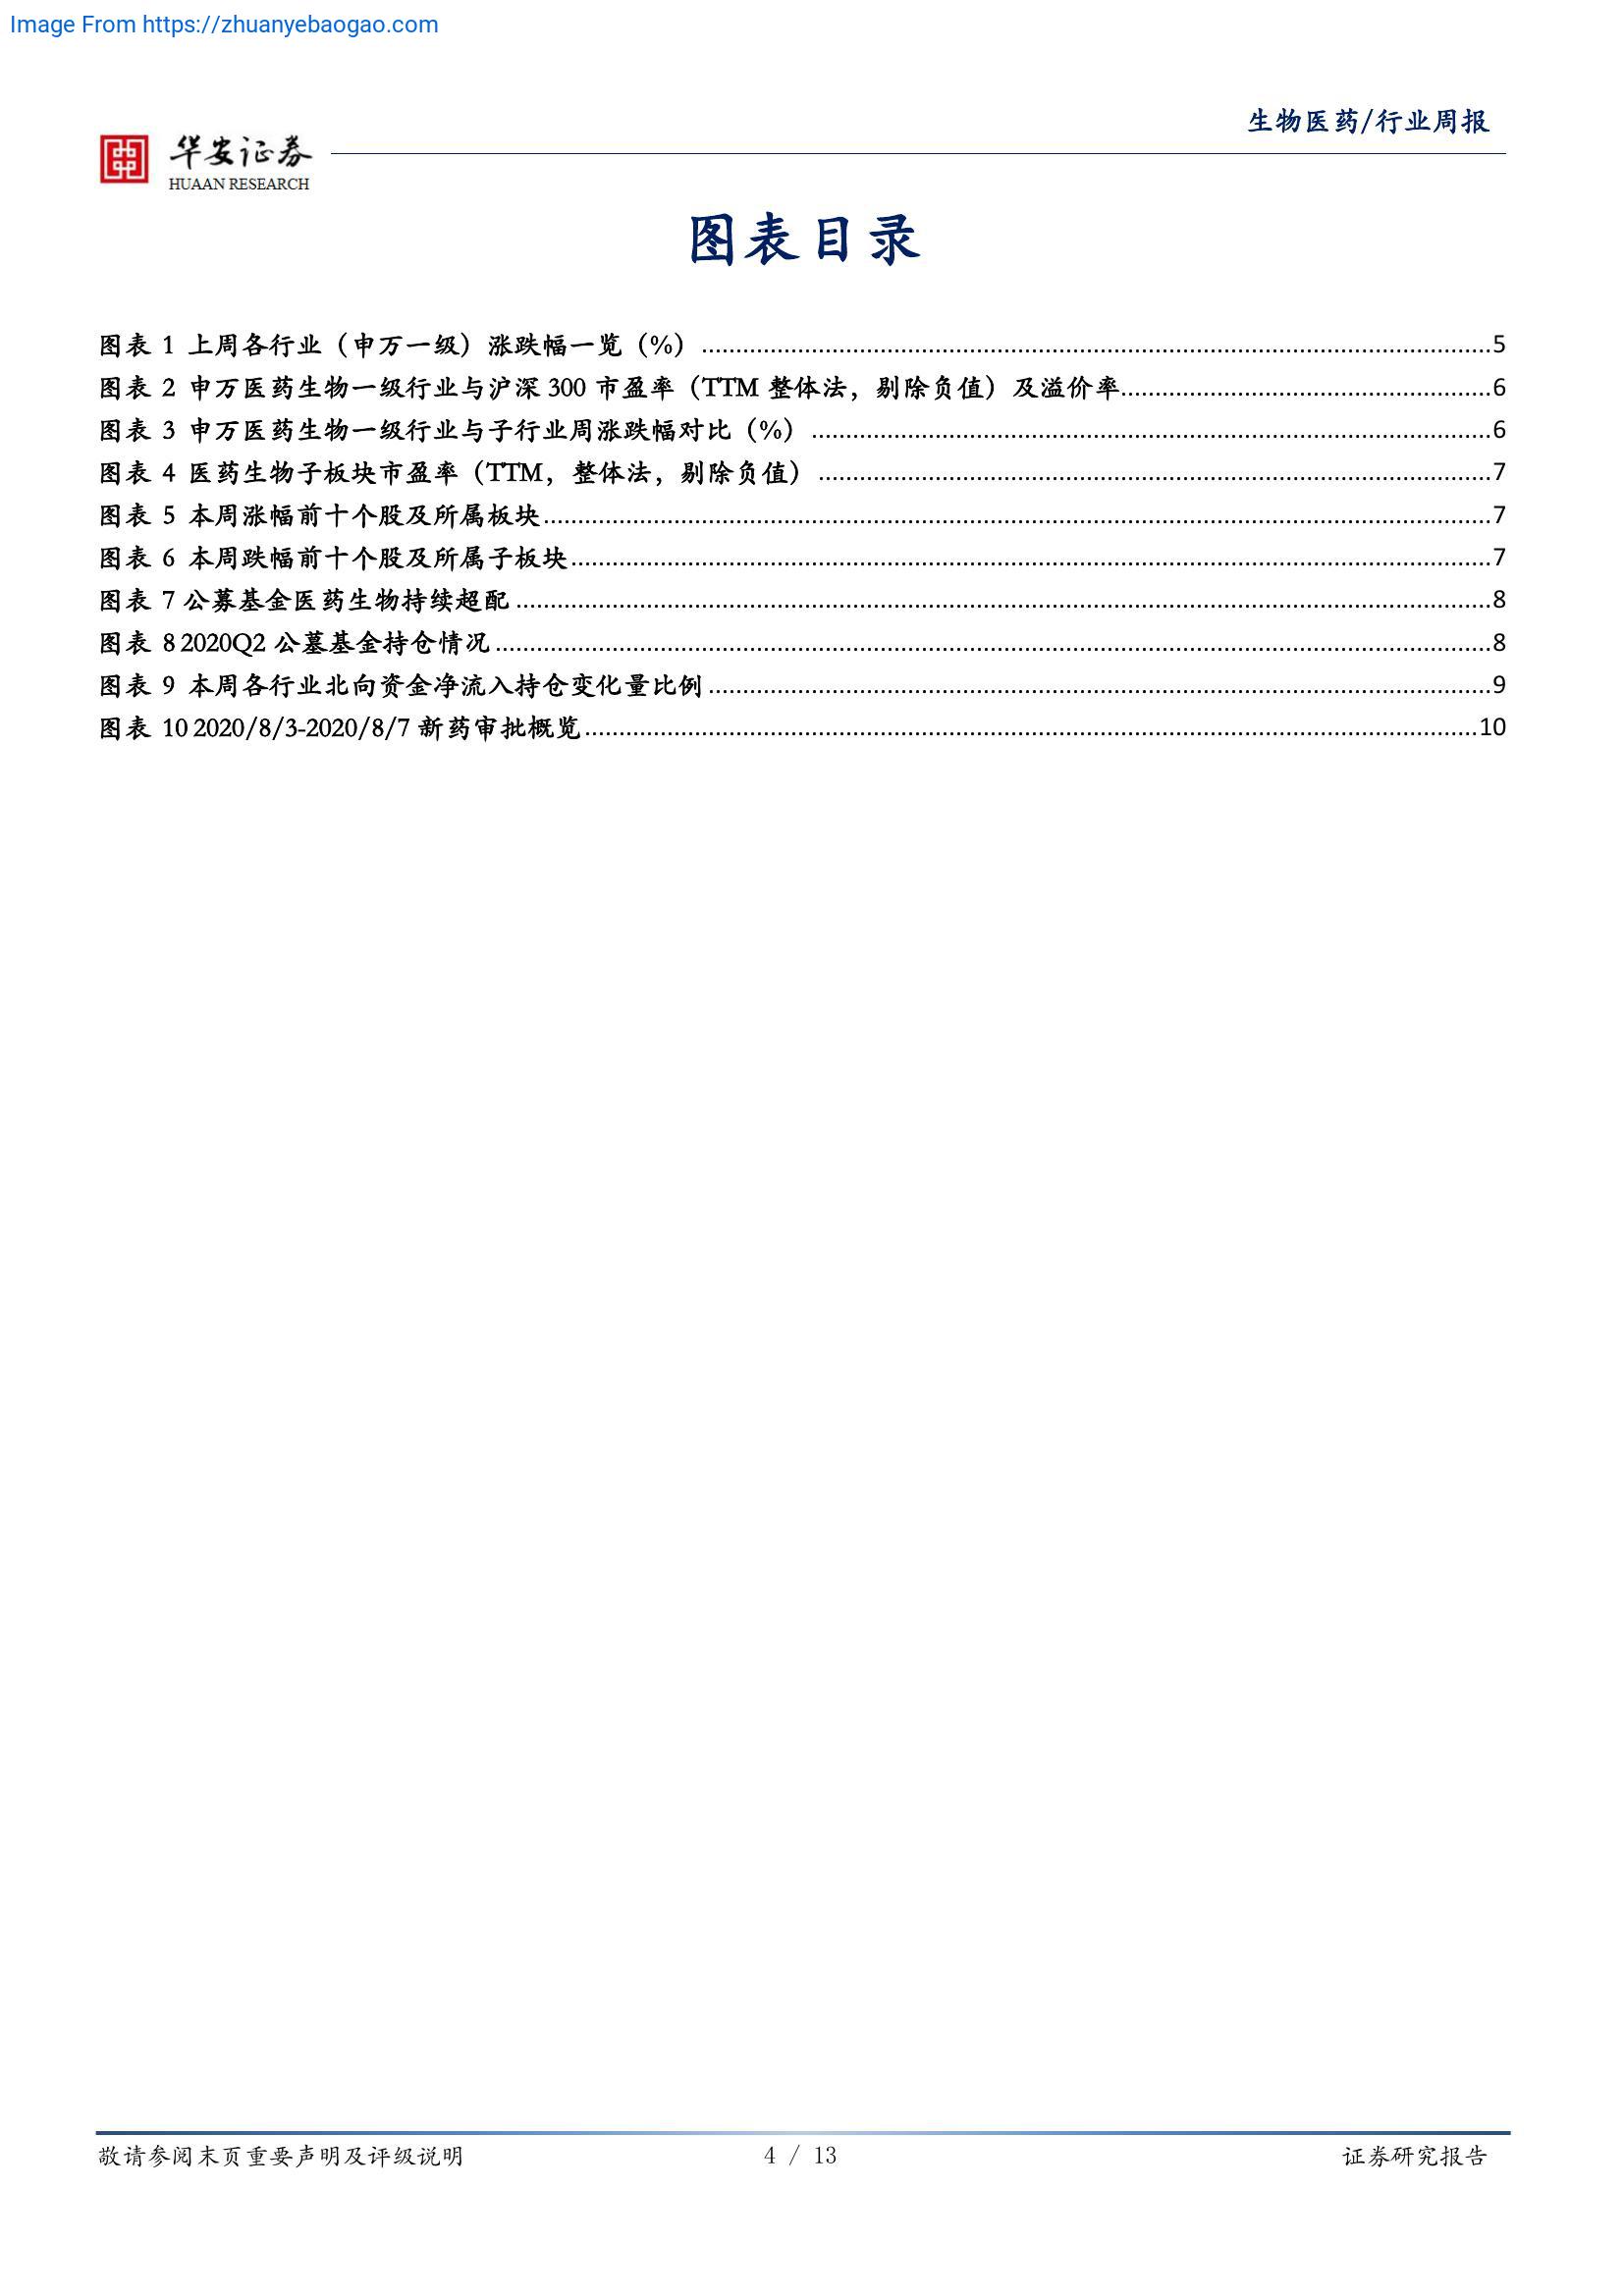 Image From https://zhuanyebaogao.com
生物医药/行业周报
华安证券
HUAAN RESEARCH
图表目录
图表 1 上周各行业（申万一级）涨跌幅一览（%）......5
图表 2 申万医药生物一级行业与沪深 300 市盈率（TTM 整体法，剔除负值）及溢价率......6
图表 3 申万医药生物一级行业与子行业周涨跌幅对比（%）......6
图表 4 医药生物子板块市盈率（TTM，整体法，剔除负值）......7
图表 5 本周涨幅前十个股及所属板块......7
图表 6 本周跌幅前十个股及所属子板块......7
图表 7 公募基金医药生物持续超配......8
图表 8 2020Q2 公墓基金持仓情况......8
图表 9 本周各行业北向资金净流入持仓变化量比例......9
图表 10 2020/8/3-2020/8/7 新药审批概览......10
敬请参阅末页重要声明及评级说明
4 / 13
证券研究报告